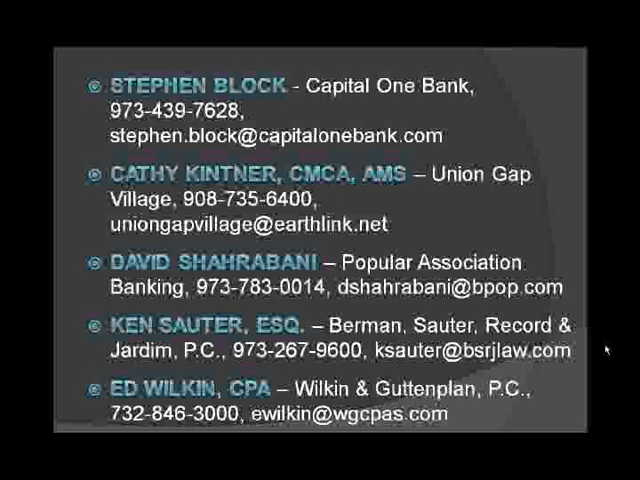 STEPHEN BLOCK - Capital One Bank,
973-439-7628,
stephen.block@capitalonebank.com
CATHY KINTNER, CMCA, AMS – Union Gap
Village, 908-735-6400,
uniongapvillage@earthlink.net
DAVID SHAHRABANI – Popular Association
Banking, 973-783-0014, dshahrabani@bpop.com
KEN SAUTER, ESQ. – Berman, Sauter, Record &
Jardim, P.C., 973-267-9600, ksauter@bsrjlaw.com
ED WILKIN, CPA – Wilkin & Guttenplan, P.C.,
732-846-3000, ewilkin@wgcpas.com